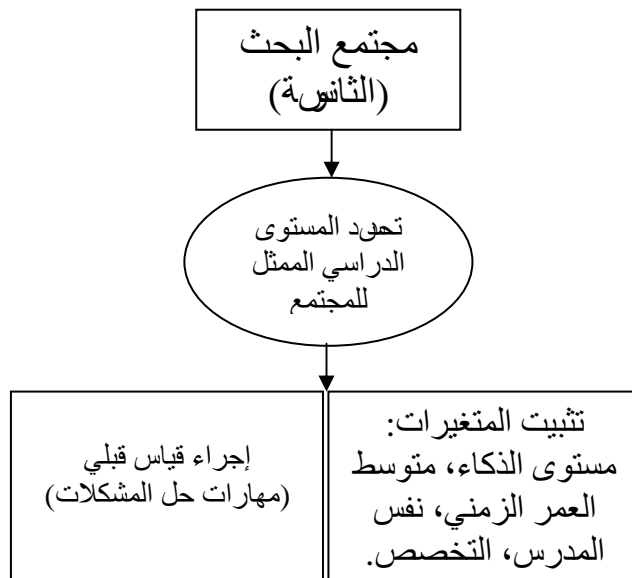 مجتمع البحث
(الثانوية)
تحديد المستوى
الدراسي الممثل
للمجتمع
تثبيت المتغيرات:
مستوى الذكاء، متوسط
العمر الزمني، نفس
المدرس، التخصص.
إجراء قياس قبلي
(مهارات حل المشكلات)